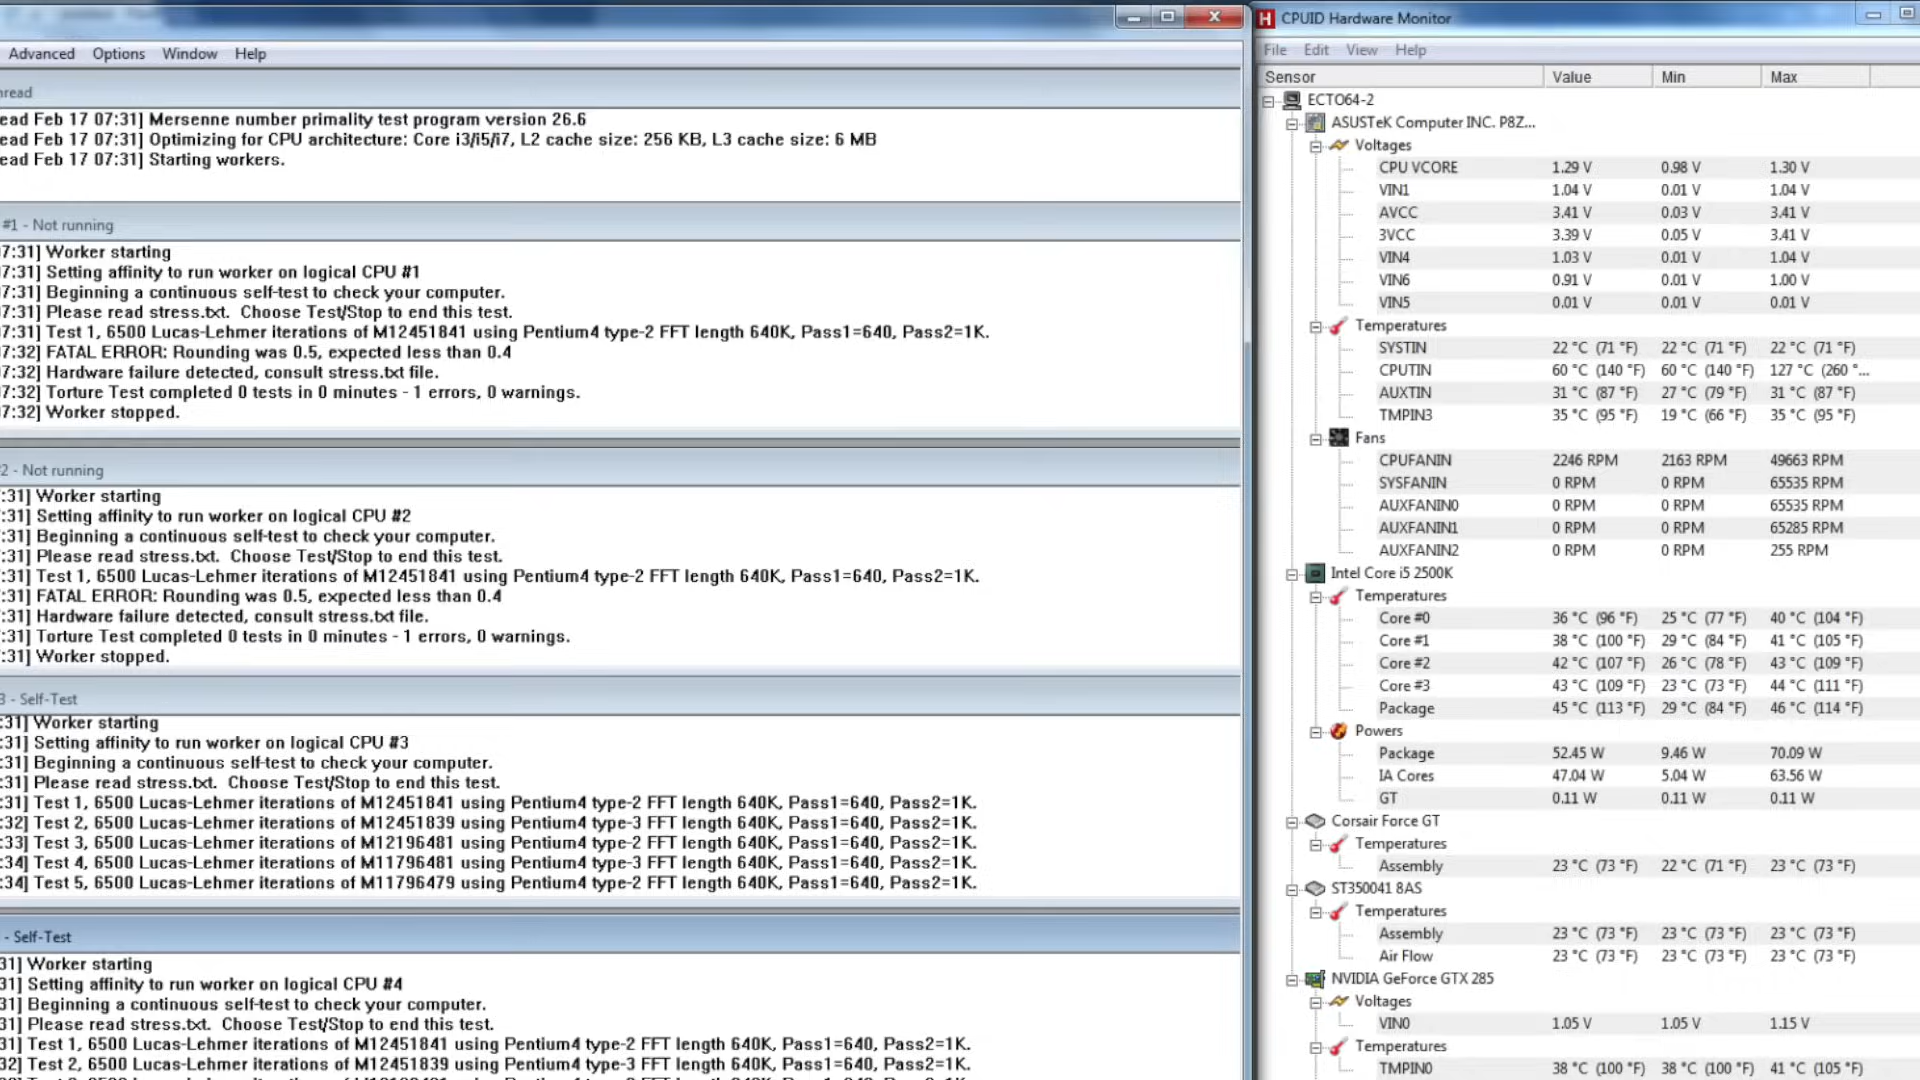 Advanced Options Window Help
hread
ead Feb 17 07:31] Mersenne number primality test program version 26.6
ead Feb 17 07:31] Optimizing for CPU architecture: Core i3/i5/i7, L2 cache size: 256 KB, L3 cache size: 6 MB
ead Feb 17 07:31] Starting workers.
#1 - Not running
07:31] Worker starting
07:31] Setting affinity to run worker on logical CPU #1
07:31] Beginning a continuous self-test to check your computer.
07:31] Please read stress.txt.  Choose Test/Stop to end this test.
07:31] Test 1, 6500 Lucas-Lehmer iterations of M12451841 using Pentium4 type-2 FFT length 640K, Pass1=640, Pass2=1K.
07:32] FATAL ERROR: Rounding was 0.5, expected less than 0.4
07:32] Hardware failure detected, consult stress.txt file.
07:32] Torture Test completed 0 tests in 0 minutes - 1 errors, 0 warnings.
07:32] Worker stopped.
#2 - Not running
:31] Worker starting
:31] Setting affinity to run worker on logical CPU #2
:31] Beginning a continuous self-test to check your computer.
:31] Please read stress.txt.  Choose Test/Stop to end this test.
:31] Test 1, 6500 Lucas-Lehmer iterations of M12451841 using Pentium4 type-2 FFT length 640K, Pass1=640, Pass2=1K.
:31] FATAL ERROR: Rounding was 0.5, expected less than 0.4
:31] Hardware failure detected, consult stress.txt file.
:31] Torture Test completed 0 tests in 0 minutes - 1 errors, 0 warnings.
:31] Worker stopped.
3 - Self-Test
:31] Worker starting
:31] Setting affinity to run worker on logical CPU #3
:31] Beginning a continuous self-test to check your computer.
:31] Please read stress.txt.  Choose Test/Stop to end this test.
:31] Test 1, 6500 Lucas-Lehmer iterations of M12451841 using Pentium4 type-2 FFT length 640K, Pass1=640, Pass2=1K.
:32] Test 2, 6500 Lucas-Lehmer iterations of M12451839 using Pentium4 type-3 FFT length 640K, Pass1=640, Pass2=1K.
:33] Test 3, 6500 Lucas-Lehmer iterations of M12196481 using Pentium4 type-2 FFT length 640K, Pass1=640, Pass2=1K.
:34] Test 4, 6500 Lucas-Lehmer iterations of M11796481 using Pentium4 type-3 FFT length 640K, Pass1=640, Pass2=1K.
:34] Test 5, 6500 Lucas-Lehmer iterations of M11796479 using Pentium4 type-2 FFT length 640K, Pass1=640, Pass2=1K.
- Self-Test
31] Worker starting
31] Setting affinity to run worker on logical CPU #4
31] Beginning a continuous self-test to check your computer.
31] Please read stress.txt.  Choose Test/Stop to end this test.
31] Test 1, 6500 Lucas-Lehmer iterations of M12451841 using Pentium4 type-2 FFT length 640K, Pass1=640, Pass2=1K.
32] Test 2, 6500 Lucas-Lehmer iterations of M12451839 using Pentium4 type-3 FFT length 640K, Pass1=640, Pass2=1K.
CPUID Hardware Monitor
File Edit View Help
Sensor Value Min Max
ECTO64-2
ASUSTeK Computer INC. P8Z...
Voltages
CPU VCORE 1.29 V 0.98 V 1.30 V
VIN1 1.04 V 0.01 V 1.04 V
AVCC 3.41 V 0.03 V 3.41 V
3VCC 3.39 V 0.05 V 3.41 V
VIN4 1.03 V 0.01 V 1.04 V
VIN6 0.91 V 0.01 V 1.00 V
VIN5 0.01 V 0.01 V 0.01 V
Temperatures
SYSTIN 22 °C (71 °F) 22 °C (71 °F) 22 °C (71 °F)
CPUTIN 60 °C (140 °F) 60 °C (140 °F) 127 °C (260 °...
AUXTIN 31 °C (87 °F) 27 °C (79 °F) 31 °C (87 °F)
TMPIN3 35 °C (95 °F) 19 °C (66 °F) 35 °C (95 °F)
Fans
CPUFANIN 2246 RPM 2163 RPM 49663 RPM
SYSFANIN 0 RPM 0 RPM 65535 RPM
AUXFANIN0 0 RPM 0 RPM 65535 RPM
AUXFANIN1 0 RPM 0 RPM 65285 RPM
AUXFANIN2 0 RPM 0 RPM 255 RPM
Intel Core i5 2500K
Temperatures
Core #0 36 °C (96 °F) 25 °C (77 °F) 40 °C (104 °F)
Core #1 38 °C (100 °F) 29 °C (84 °F) 41 °C (105 °F)
Core #2 42 °C (107 °F) 26 °C (78 °F) 43 °C (109 °F)
Core #3 43 °C (109 °F) 23 °C (73 °F) 44 °C (111 °F)
Package 45 °C (113 °F) 29 °C (84 °F) 46 °C (114 °F)
Powers
Package 52.45 W 9.46 W 70.09 W
IA Cores 47.04 W 5.04 W 63.56 W
GT 0.11 W 0.11 W 0.11 W
Corsair Force GT
Temperatures
Assembly 23 °C (73 °F) 22 °C (71 °F) 23 °C (73 °F)
ST350041 8AS
Temperatures
Assembly 23 °C (73 °F) 23 °C (73 °F) 23 °C (73 °F)
Air Flow 23 °C (73 °F) 23 °C (73 °F) 23 °C (73 °F)
NVIDIA GeForce GTX 285
Voltages
VIN0 1.05 V 1.05 V 1.15 V
Temperatures
TMPIN0 38 °C (100 °F) 38 °C (100 °F) 41 °C (105 °F)